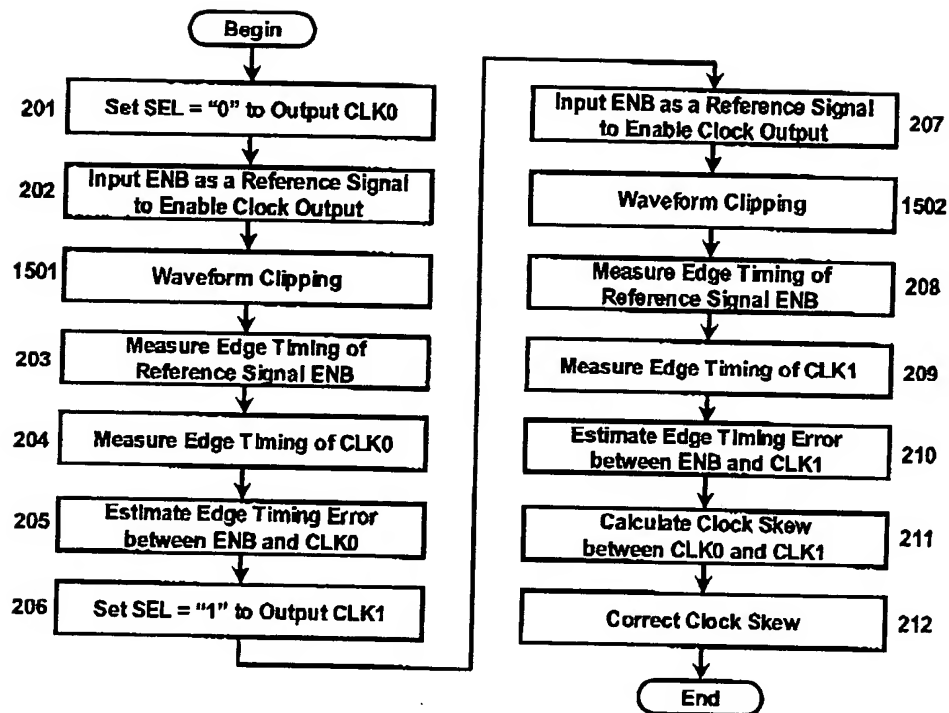 Begin
201
Set SEL = "0" to Output CLK0
202
Input ENB as a Reference Signal
to Enable Clock Output
1501
Waveform Clipping
203
Measure Edge Timing of
Reference Signal ENB
204
Measure Edge Timing of CLK0
205
Estimate Edge Timing Error
between ENB and CLK0
206
Set SEL = "1" to Output CLK1
Input ENB as a Reference Signal
to Enable Clock Output
207
Waveform Clipping
1502
Measure Edge Timing of
Reference Signal ENB
208
Measure Edge Timing of CLK1
209
Estimate Edge Timing Error
between ENB and CLK1
210
Calculate Clock Skew
between CLK0 and CLK1
211
Correct Clock Skew
212
End